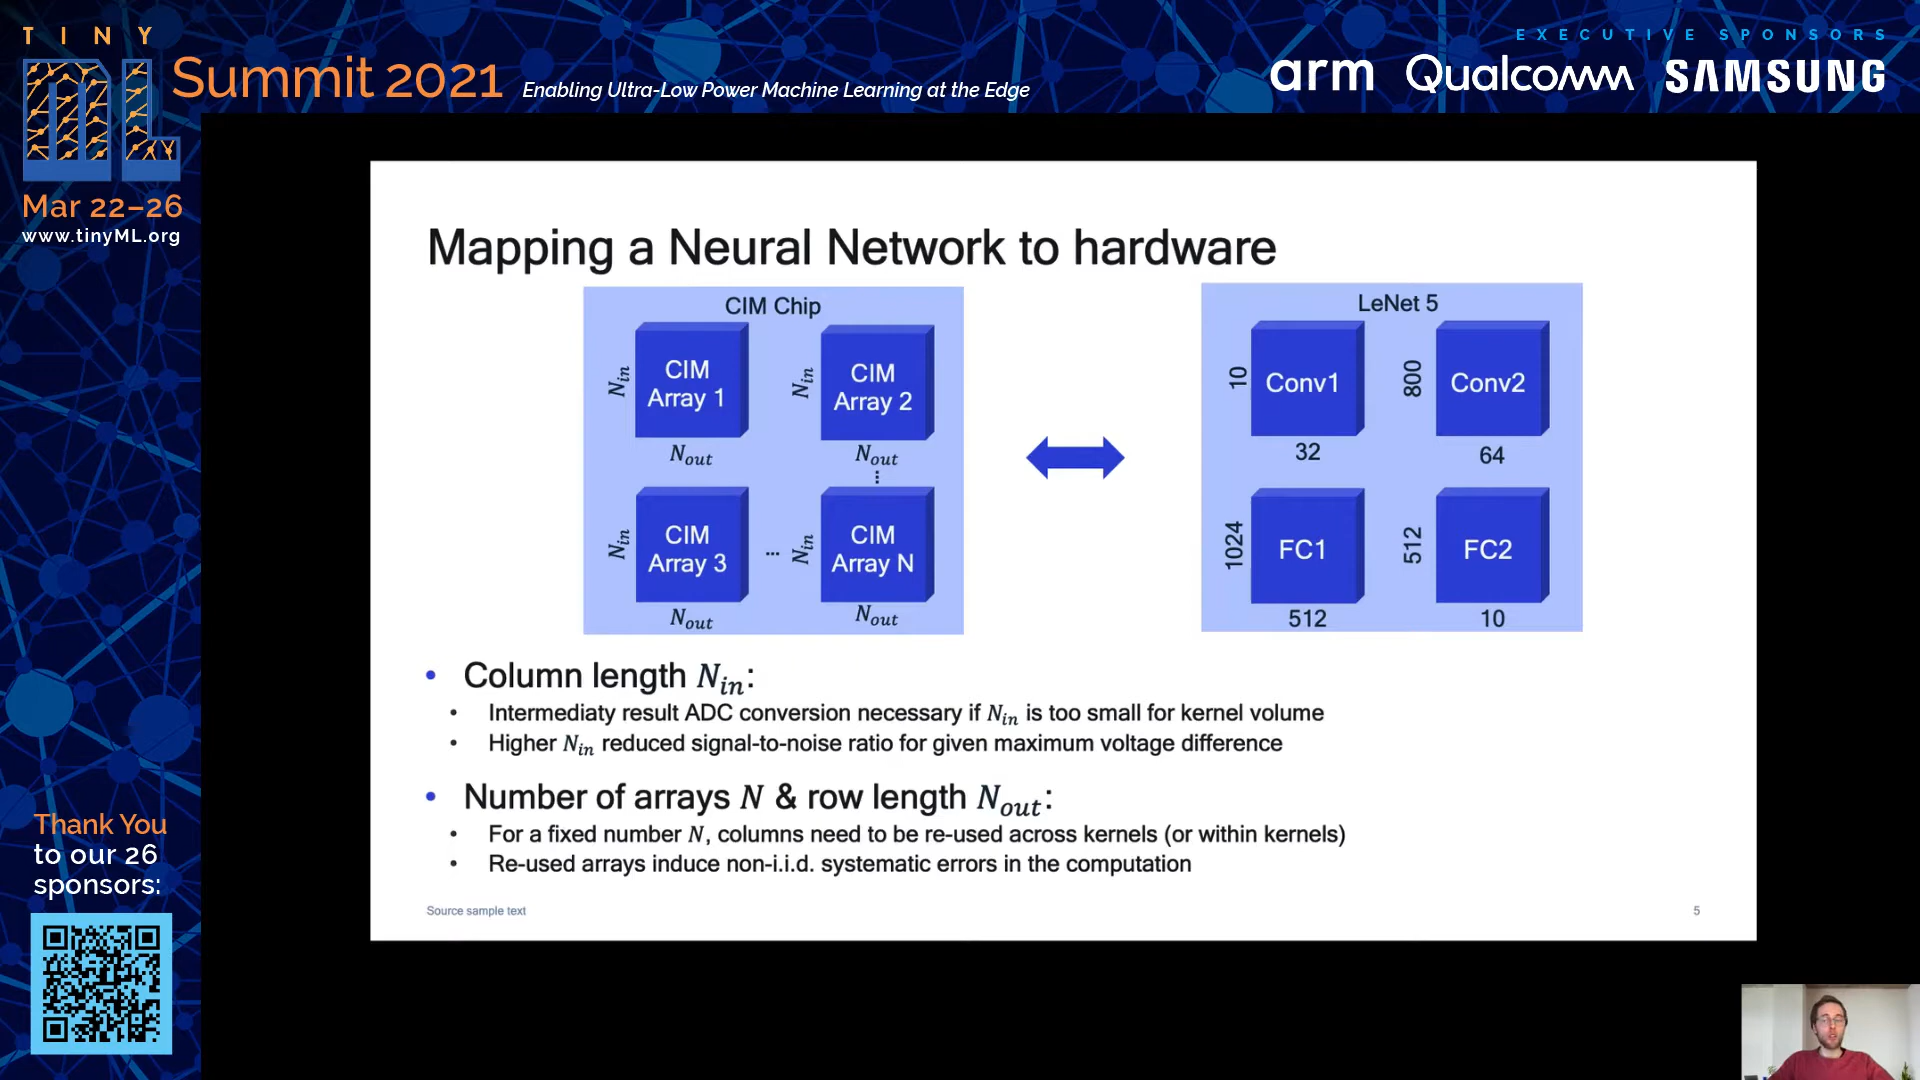 TINY
ML
Summit 2021
Enabling Ultra-Low Power Machine Learning at the Edge
EXECUTIVE SPONSORS
arm Qualcomm SAMSUNG
Mar 22–26
www.tinyML.org
Thank You
to our 26
sponsors:
Mapping a Neural Network to hardware
CIM Chip
N_in
CIM
Array 1
N_out
N_in
CIM
Array 2
N_out
⋮
N_in
CIM
Array 3
N_out
...
N_in
CIM
Array N
N_out
LeNet 5
10
Conv1
32
800
Conv2
64
1024
FC1
512
512
FC2
10
• Column length N_in:
• Intermediaty result ADC conversion necessary if N_in is too small for kernel volume
• Higher N_in reduced signal-to-noise ratio for given maximum voltage difference
• Number of arrays N & row length N_out:
• For a fixed number N, columns need to be re-used across kernels (or within kernels)
• Re-used arrays induce non-i.i.d. systematic errors in the computation
Source sample text
5